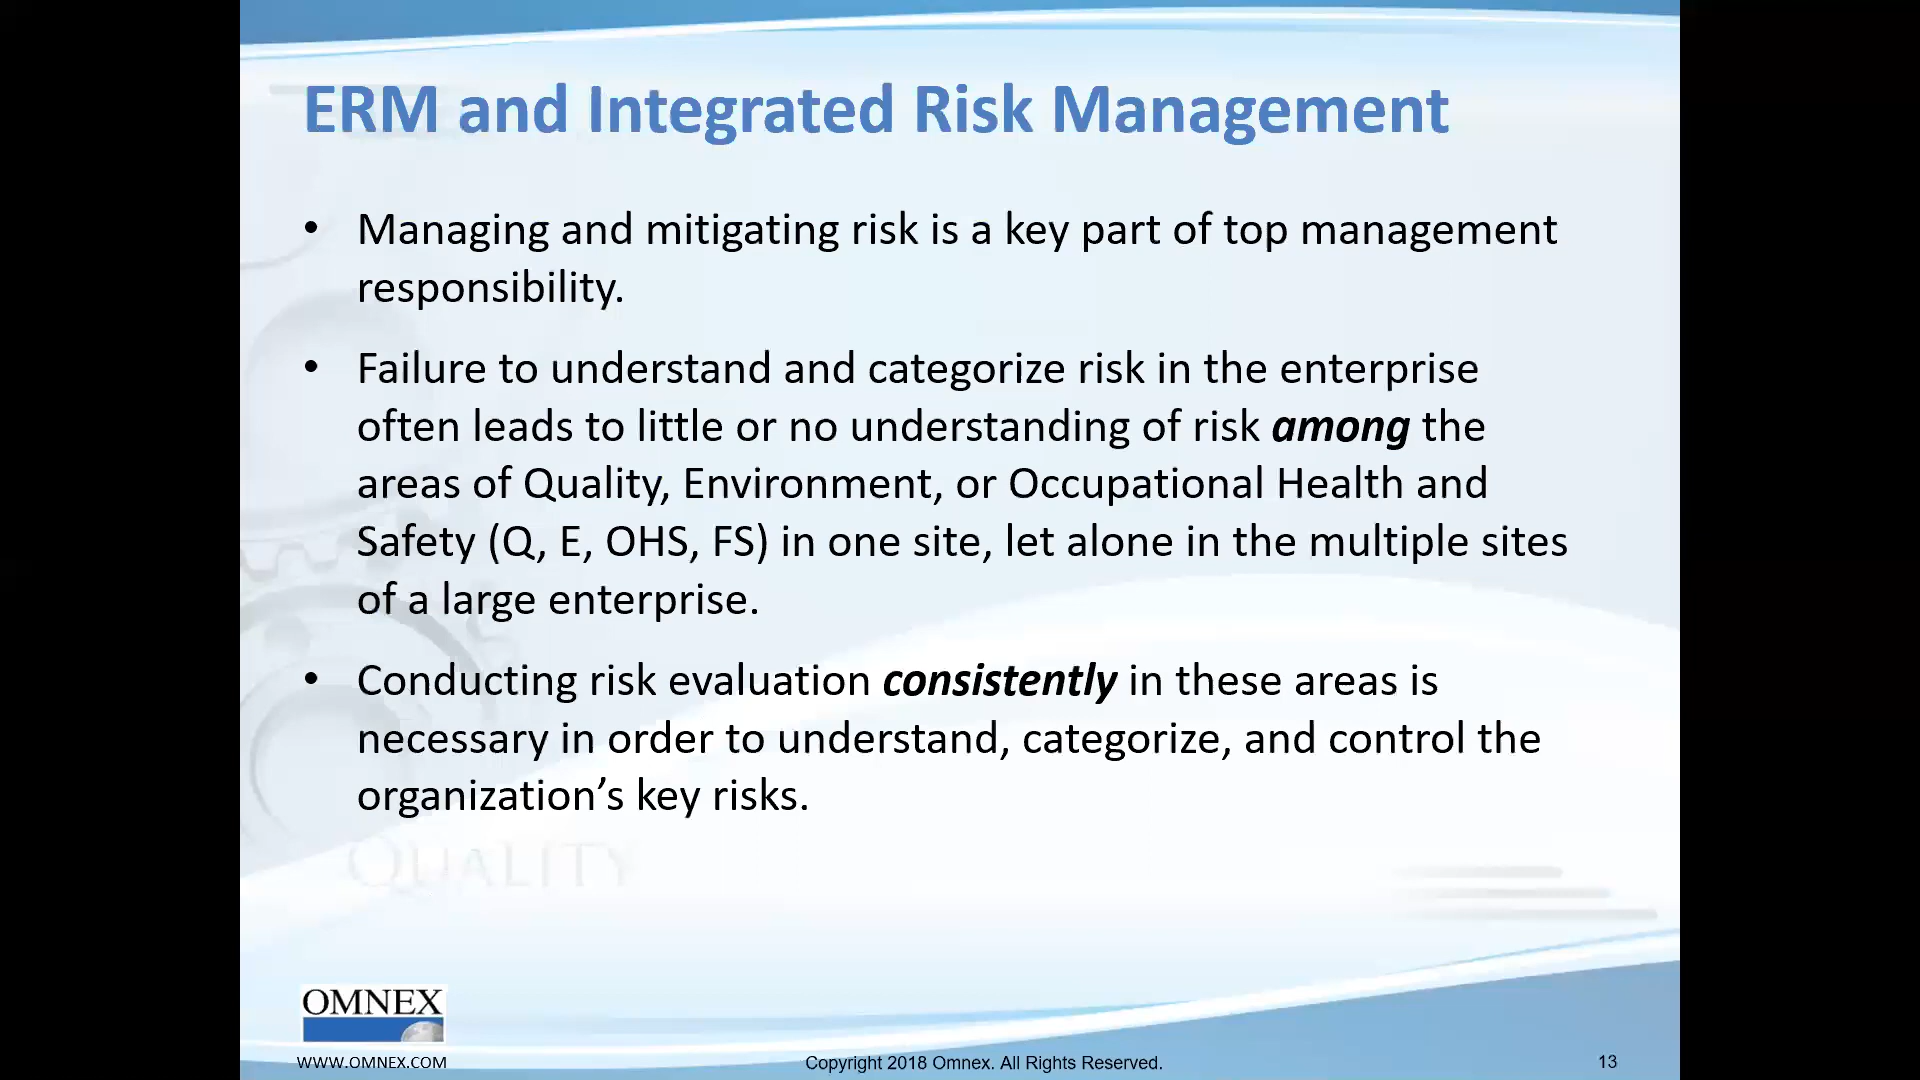 ERM and Integrated Risk Management
• Managing and mitigating risk is a key part of top management
responsibility.
• Failure to understand and categorize risk in the enterprise
often leads to little or no understanding of risk among the
areas of Quality, Environment, or Occupational Health and
Safety (Q, E, OHS, FS) in one site, let alone in the multiple sites
of a large enterprise.
• Conducting risk evaluation consistently in these areas is
necessary in order to understand, categorize, and control the
organization’s key risks.
QUALITY
OMNEX
WWW.OMNEX.COM
Copyright 2018 Omnex. All Rights Reserved.
13